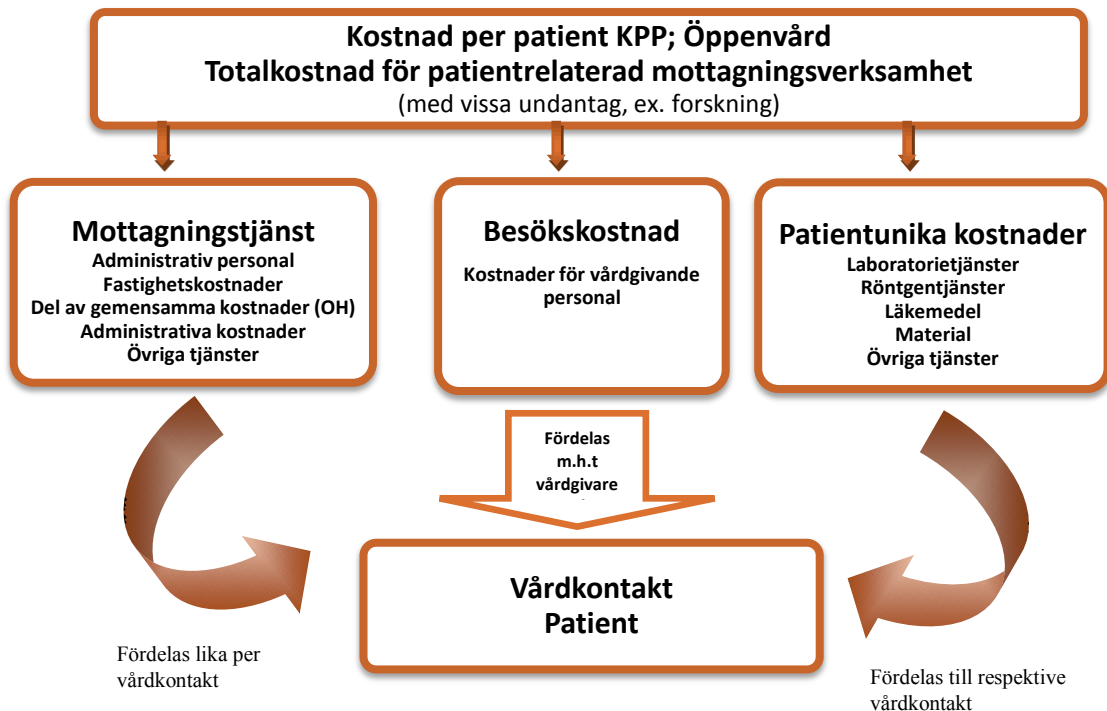 Kostnad per patient KPP; Öppenvård
Totalkostnad för patientrelaterad mottagningsverksamhet
(med vissa undantag, ex. forskning)
Mottagningstjänst
Administrativ personal
Fastighetskostnader
Del av gemensamma kostnader (OH)
Administrativa kostnader
Övriga tjänster
Besökskostnad
Kostnader för vårdgivande
personal
Patientunika kostnader
Laboratorietjänster
Röntgentjänster
Läkemedel
Material
Övriga tjänster
Fördelas
m.h.t
vårdgivare
Vårdkontakt
Patient
Fördelas lika per
vårdkontakt
Fördelas till respektive
vårdkontakt